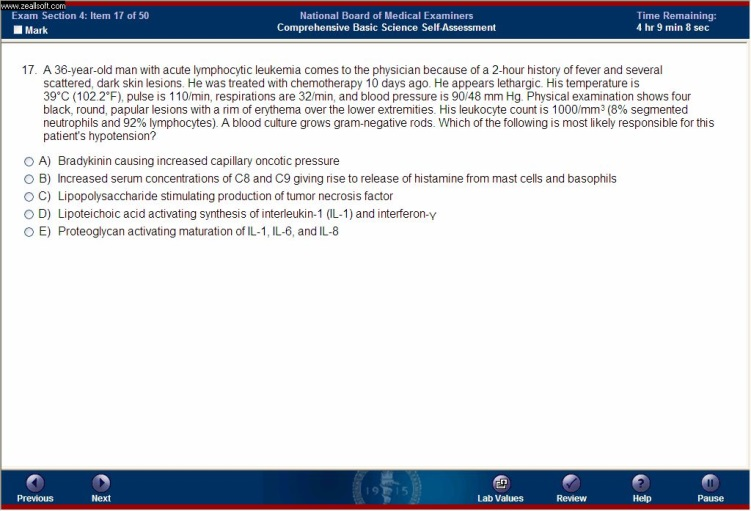 www.zeallsoft.com
Exam Section 4: Item 17 of 50
National Board of Medical Examiners
Time Remaining:
Mark
Comprehensive Basic Science Self-Assessment
4 hr 9 min 8 sec
17. A 36-year-old man with acute lymphocytic leukemia comes to the physician because of a 2-hour history of fever and several
scattered, dark skin lesions. He was treated with chemotherapy 10 days ago. He appears lethargic. His temperature is
39°C (102.2°F), pulse is 110/min, respirations are 32/min, and blood pressure is 90/48 mm Hg. Physical examination shows four
black, round, papular lesions with a rim of erythema over the lower extremities. His leukocyte count is 1000/mm³ (8% segmented
neutrophils and 92% lymphocytes). A blood culture grows gram-negative rods. Which of the following is most likely responsible for this
patient's hypotension?
A) Bradykinin causing increased capillary oncotic pressure
B) Increased serum concentrations of C8 and C9 giving rise to release of histamine from mast cells and basophils
C) Lipopolysaccharide stimulating production of tumor necrosis factor
D) Lipoteichoic acid activating synthesis of interleukin-1 (IL-1) and interferon-γ
E) Proteoglycan activating maturation of IL-1, IL-6, and IL-8
1915
Previous
Next
Lab Values
Review
Help
Pause